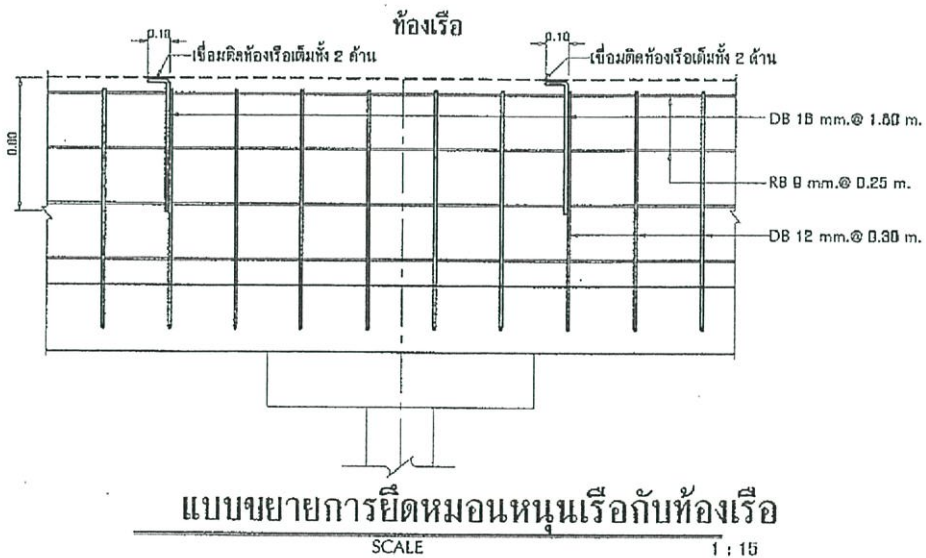 ท้องเรือ
0.10
เชื่อมติดท้องเรือเต็มทั้ง 2 ด้าน
0.10
เชื่อมติดท้องเรือเต็มทั้ง 2 ด้าน
DB 16 mm.@ 1.80 m.
0.60
RB 9 mm.@ 0.25 m.
DB 12 mm.@ 0.30 m.
แบบขยายการยึดหมอนหนุนเรือกับท้องเรือ
SCALE 1 : 15